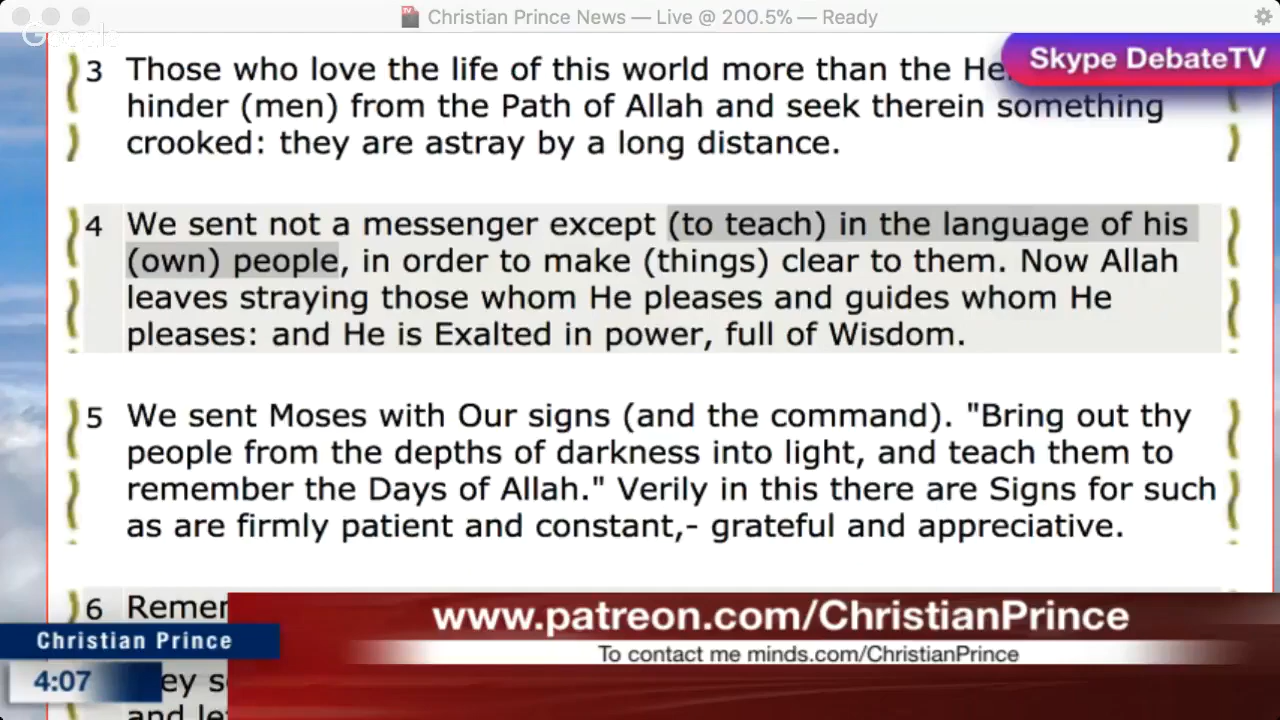 Christian Prince News — Live @ 200.5% — Ready
Google
Skype DebateTV
3 Those who love the life of this world more than the
hinder (men) from the Path of Allah and seek therein something
crooked: they are astray by a long distance.
4 We sent not a messenger except (to teach) in the language of his
(own) people, in order to make (things) clear to them. Now Allah
leaves straying those whom He pleases and guides whom He
pleases: and He is Exalted in power, full of Wisdom.
5 We sent Moses with Our signs (and the command). "Bring out thy
people from the depths of darkness into light, and teach them to
remember the Days of Allah." Verily in this there are Signs for such
as are firmly patient and constant,- grateful and appreciative.
6
www.patreon.com/ChristianPrince
Christian Prince
To contact me minds.com/ChristianPrince
4:07
and